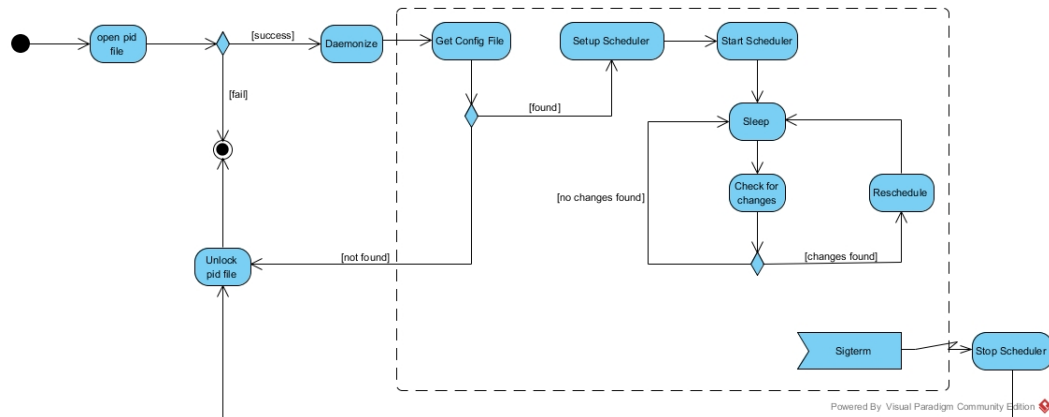 open pid
file
[success]
Daemonize
Get Config File
Setup Scheduler
Start Scheduler
[fail]
[found]
Sleep
Check for
changes
[no changes found]
Reschedule
Unlock
pid file
[not found]
[changes found]
Sigterm
Stop Scheduler
Powered By Visual Paradigm Community Edition